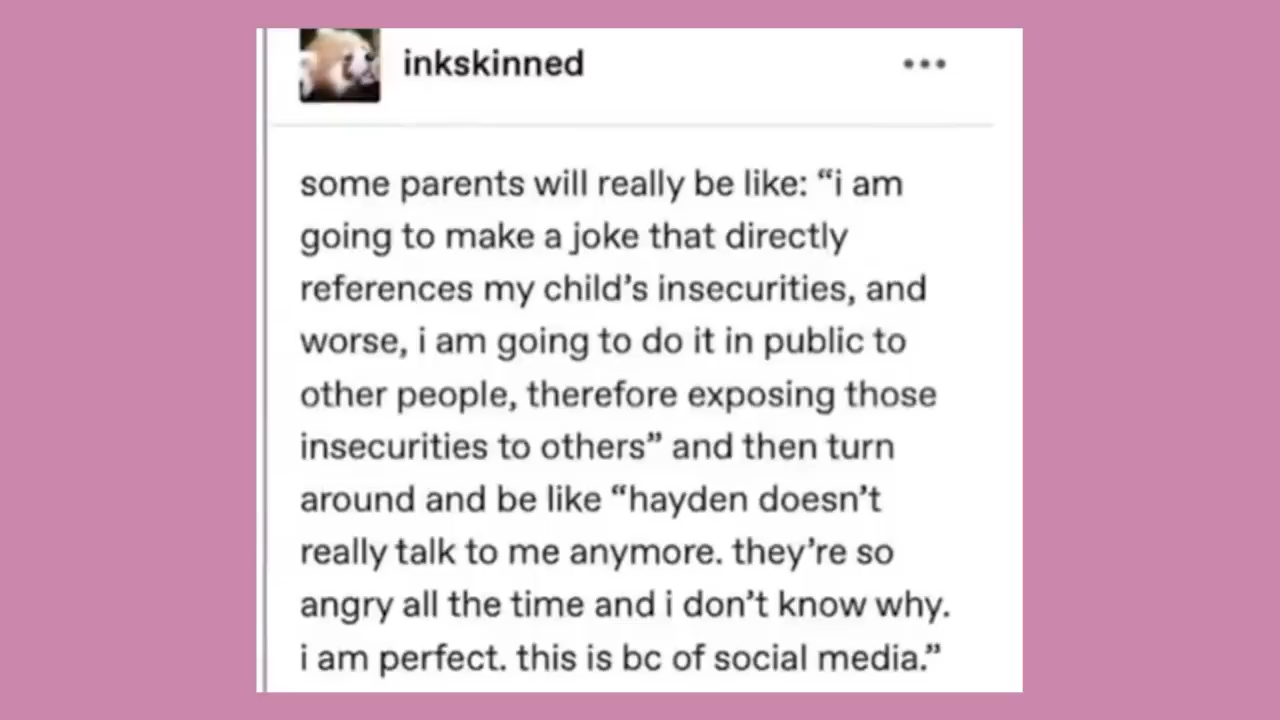 inkskinned
some parents will really be like: “i am
going to make a joke that directly
references my child’s insecurities, and
worse, i am going to do it in public to
other people, therefore exposing those
insecurities to others” and then turn
around and be like “hayden doesn’t
really talk to me anymore. they’re so
angry all the time and i don’t know why.
i am perfect. this is bc of social media.”